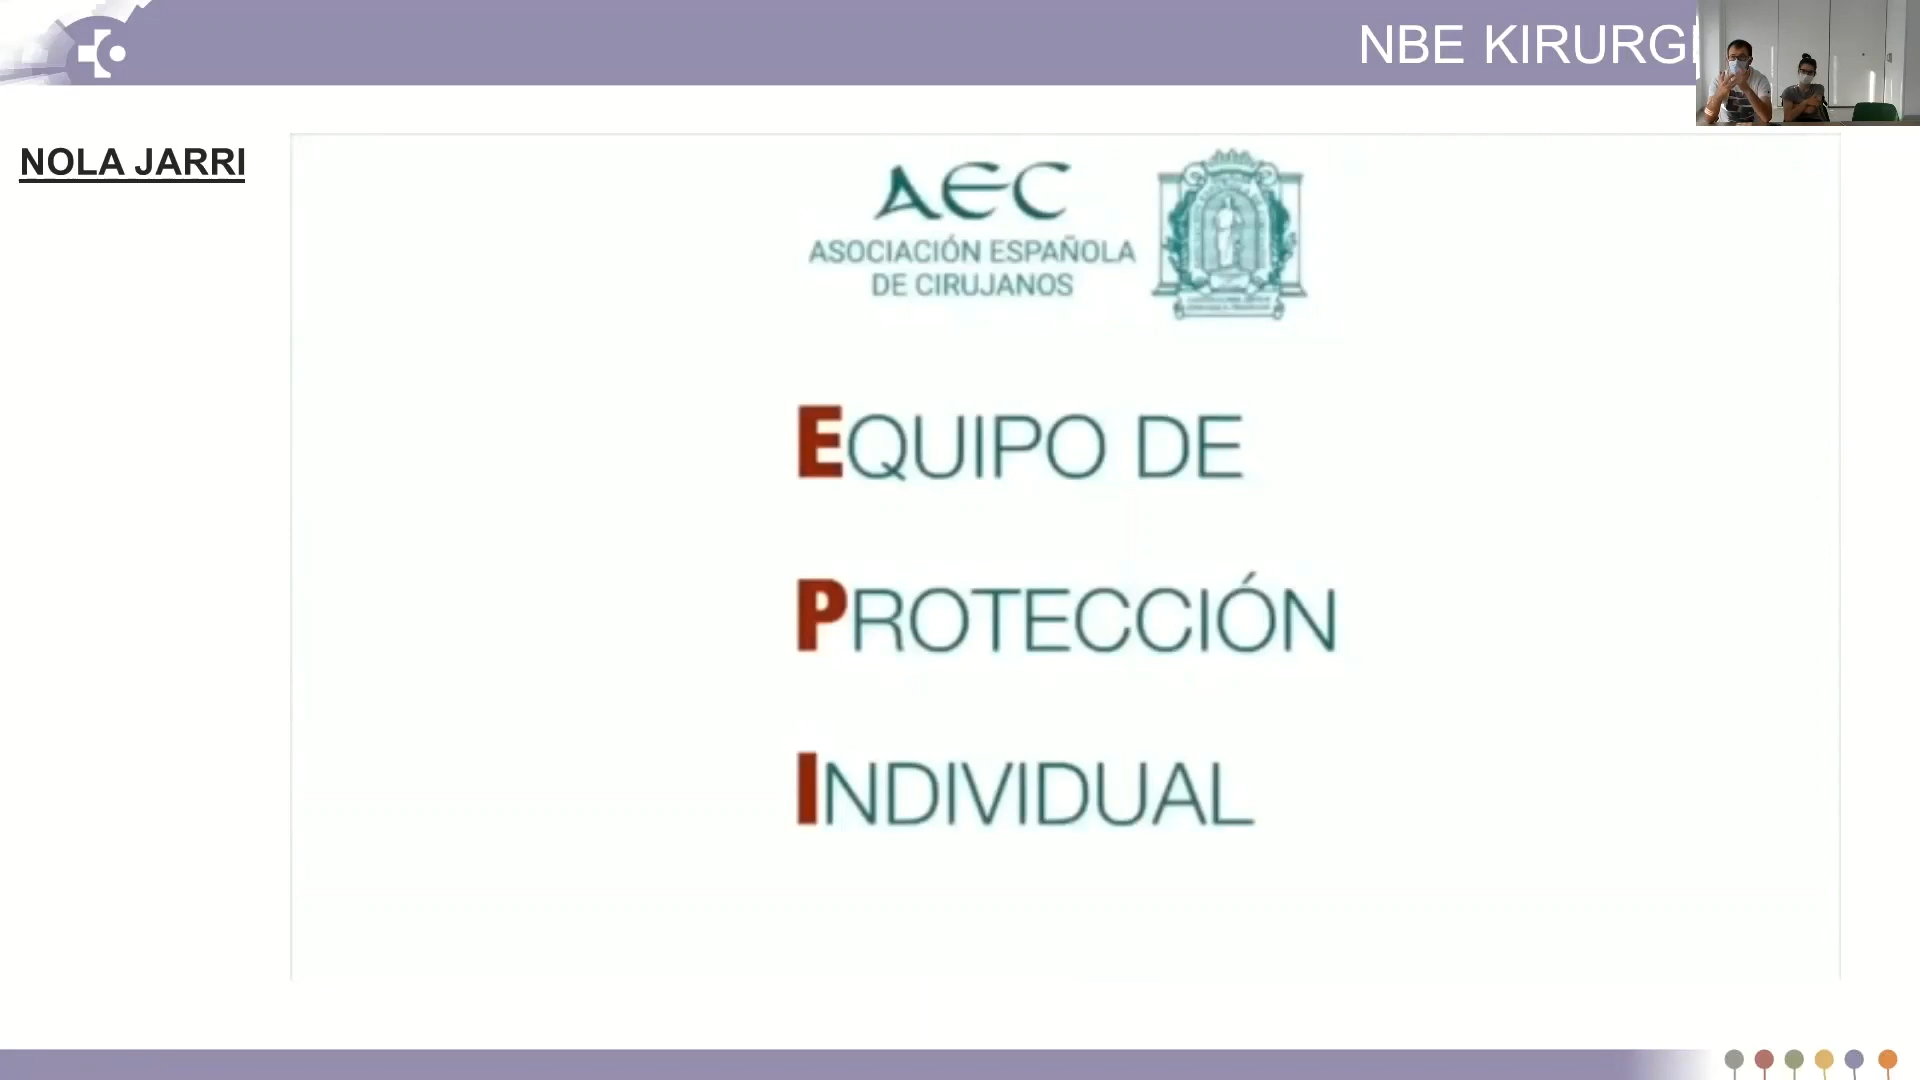 NBE KIRURGI
NOLA JARRI
AEC
ASOCIACIÓN ESPAÑOLA
DE CIRUJANOS
EQUIPO DE
PROTECCIÓN
INDIVIDUAL